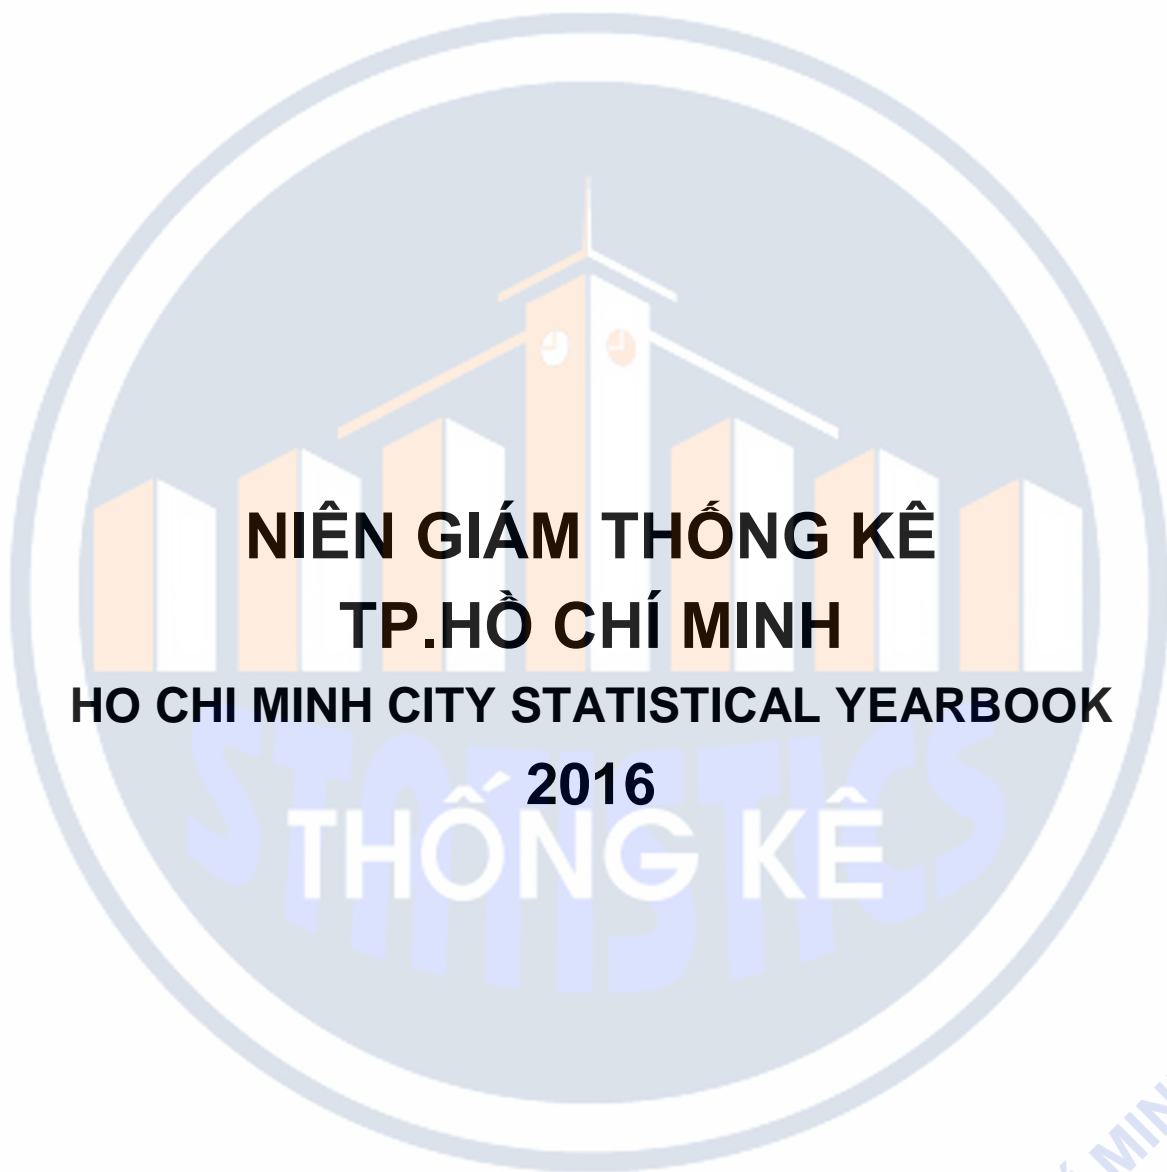 NIÊN GIÁM THỐNG KÊ
TP.HỒ CHÍ MINH
HO CHI MINH CITY STATISTICAL YEARBOOK
2016
STATISTICS
THỐNG KÊ